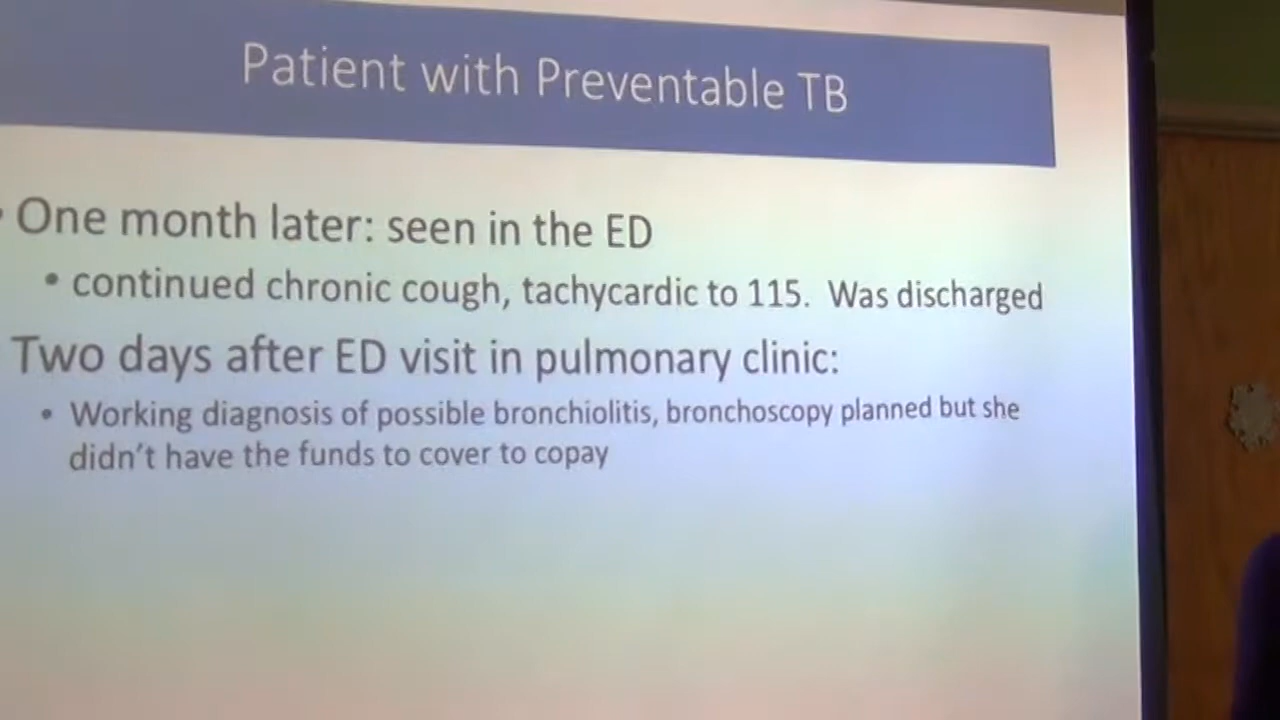 Patient with Preventable TB
• One month later: seen in the ED
• continued chronic cough, tachycardic to 115. Was discharged
Two days after ED visit in pulmonary clinic:
• Working diagnosis of possible bronchiolitis, bronchoscopy planned but she
didn't have the funds to cover to copay